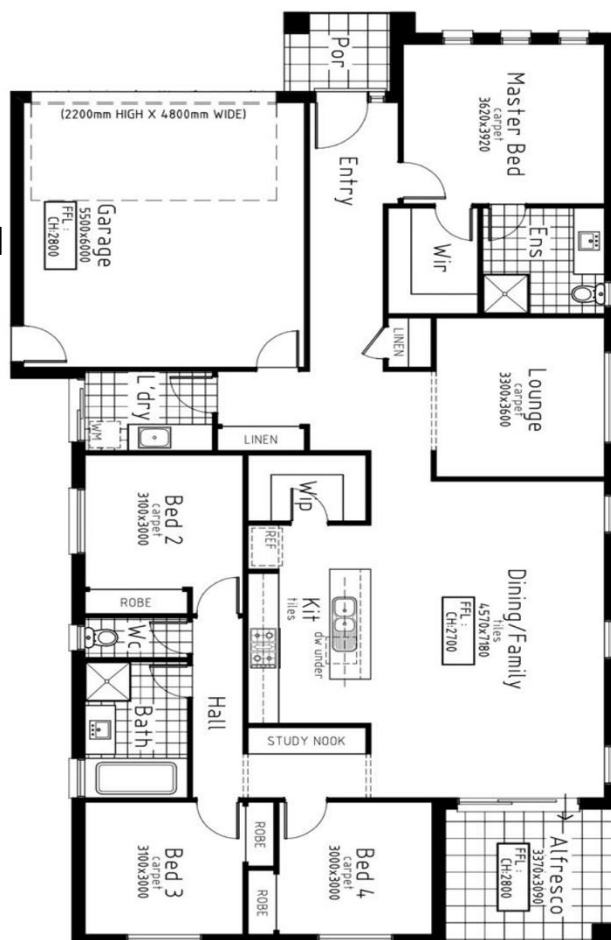 Por
(2200mm HIGH X 4800mm WIDE)
Master Bed
carpet
3620x3920
Entry
Garage
5500x6000
FFL :
CH:2800
Wir
Ens
LINEN
Lounge
carpet
3300x3600
L'dry
WM
LINEN
Wip
Bed 2
carpet
3100x3000
REF
ROBE
Kit
tiles
dw under
Dining/Family
tiles
4570x7180
FFL :
CH:2700
Wc
Bath
Hall
STUDY NOOK
Bed 3
carpet
3100x3000
ROBE
ROBE
Bed 4
carpet
3000x3000
Alfresco
3370x3090
FFL :
CH:2800